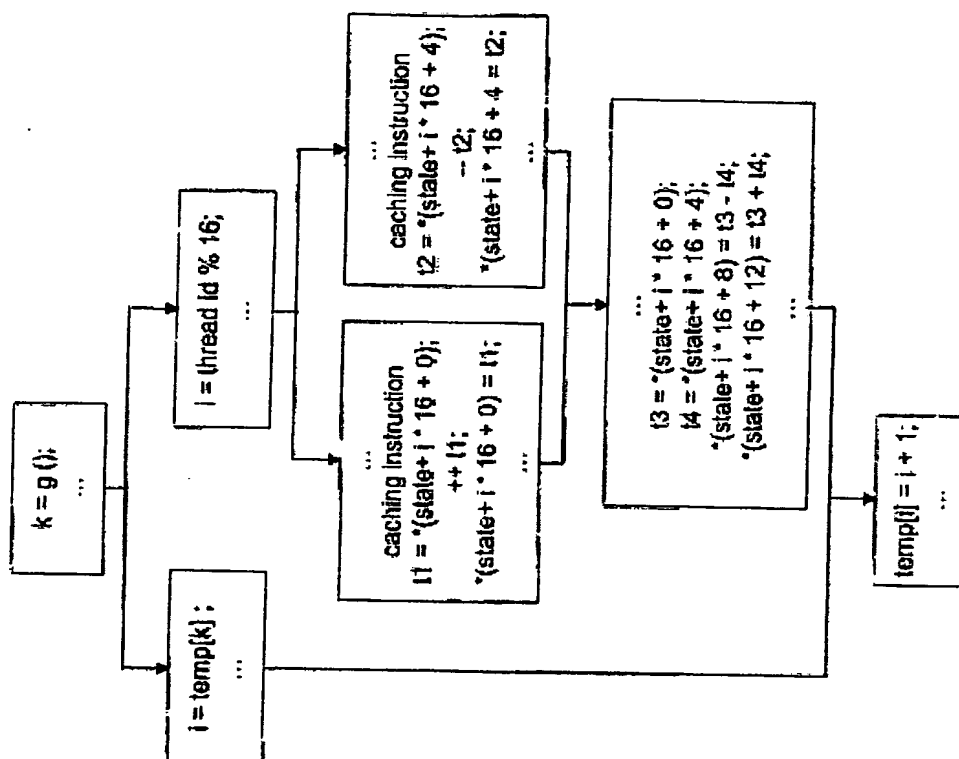 k = g ();
...
i = temp[k] ;
...
i = thread id % 16;
...
...
caching instruction
t1 = *(state+ i * 16 + 0);
++ t1;
*(state+ i * 16 + 0) = t1;
...
...
caching instruction
t2 = *(state+ i * 16 + 4);
-- t2;
*(state+ i * 16 + 4 = t2;
...
...
t3 = *(state+ i * 16 + 0);
t4 = *(state+ i * 16 + 4);
*(state+ i * 16 + 8) = t3 - t4;
*(state+ i * 16 + 12) = t3 + t4;
...
temp[i] = i + 1;
...